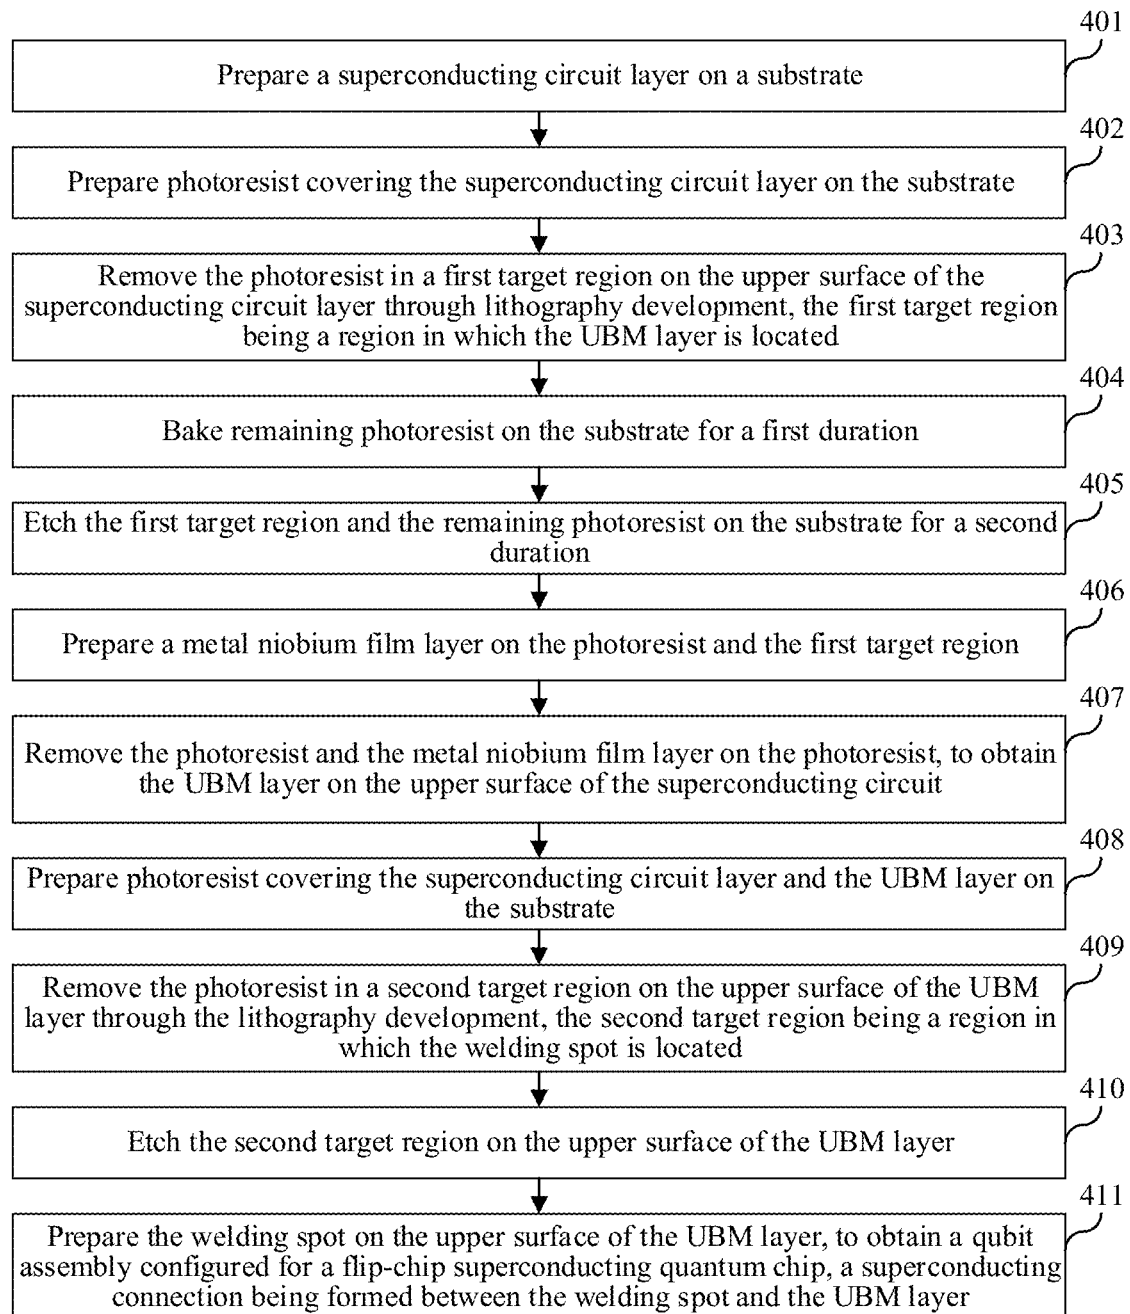 401
Prepare a superconducting circuit layer on a substrate
402
Prepare photoresist covering the superconducting circuit layer on the substrate
403
Remove the photoresist in a first target region on the upper surface of the
superconducting circuit layer through lithography development, the first target region
being a region in which the UBM layer is located
404
Bake remaining photoresist on the substrate for a first duration
405
Etch the first target region and the remaining photoresist on the substrate for a second
duration
406
Prepare a metal niobium film layer on the photoresist and the first target region
407
Remove the photoresist and the metal niobium film layer on the photoresist, to obtain
the UBM layer on the upper surface of the superconducting circuit
408
Prepare photoresist covering the superconducting circuit layer and the UBM layer on
the substrate
409
Remove the photoresist in a second target region on the upper surface of the UBM
layer through the lithography development, the second target region being a region in
which the welding spot is located
410
Etch the second target region on the upper surface of the UBM layer
411
Prepare the welding spot on the upper surface of the UBM layer, to obtain a qubit
assembly configured for a flip-chip superconducting quantum chip, a superconducting
connection being formed between the welding spot and the UBM layer